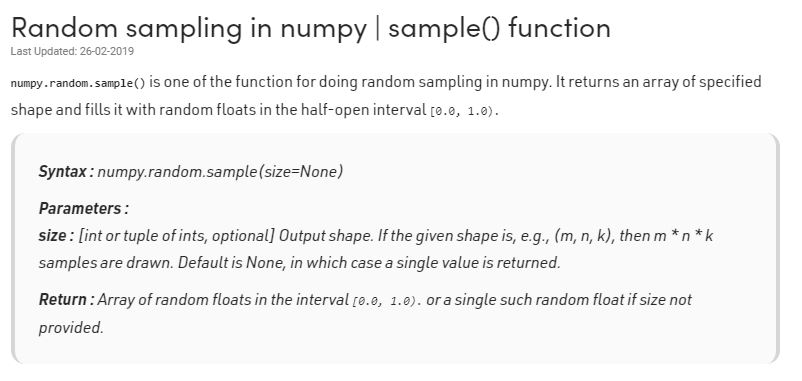 Random sampling in numpy | sample() function
Last Updated: 26-02-2019
numpy.random.sample() is one of the function for doing random sampling in numpy. It returns an array of specified
shape and fills it with random floats in the half-open interval [0.0, 1.0).
Syntax : numpy.random.sample(size=None)
Parameters :
size : [int or tuple of ints, optional] Output shape. If the given shape is, e.g., (m, n, k), then m * n * k
samples are drawn. Default is None, in which case a single value is returned.
Return : Array of random floats in the interval [0.0, 1.0). or a single such random float if size not
provided.